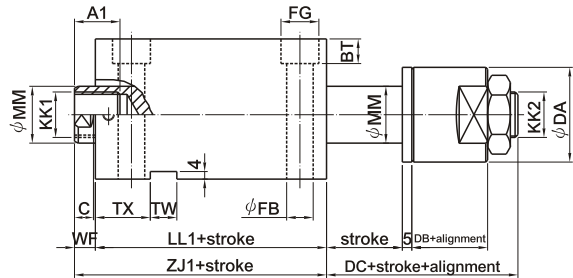 A1
FG
BT
φMM
KK1
φMM
KK2
φDA
4
C
TX
TW
φFB
WF
LL1+stroke
stroke
5
DB+alignment
ZJ1+stroke
DC+stroke+alignment